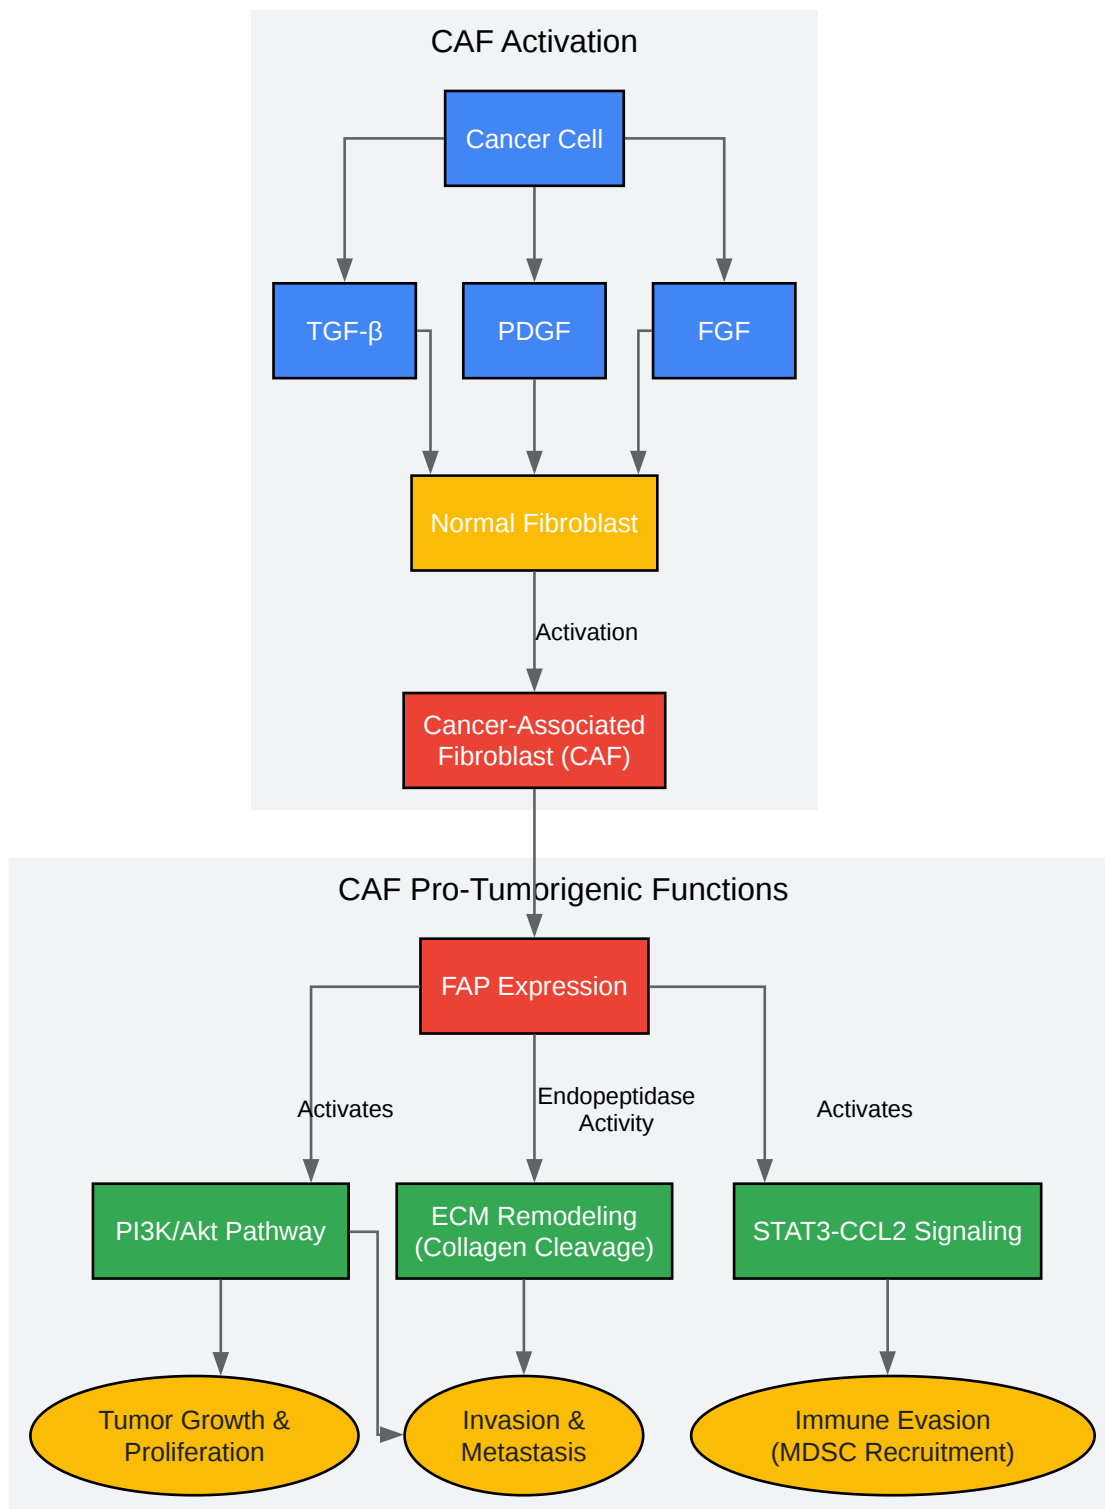 CAF Activation
Cancer Cell
TGF-β
PDGF
FGF
Normal Fibroblast
Activation
Cancer-Associated
Fibroblast (CAF)
CAF Pro-Tumorigenic Functions
FAP Expression
Activates
Endopeptidase
Activity
Activates
PI3K/Akt Pathway
ECM Remodeling
(Collagen Cleavage)
STAT3-CCL2 Signaling
Tumor Growth &
Proliferation
Invasion &
Metastasis
Immune Evasion
(MDSC Recruitment)